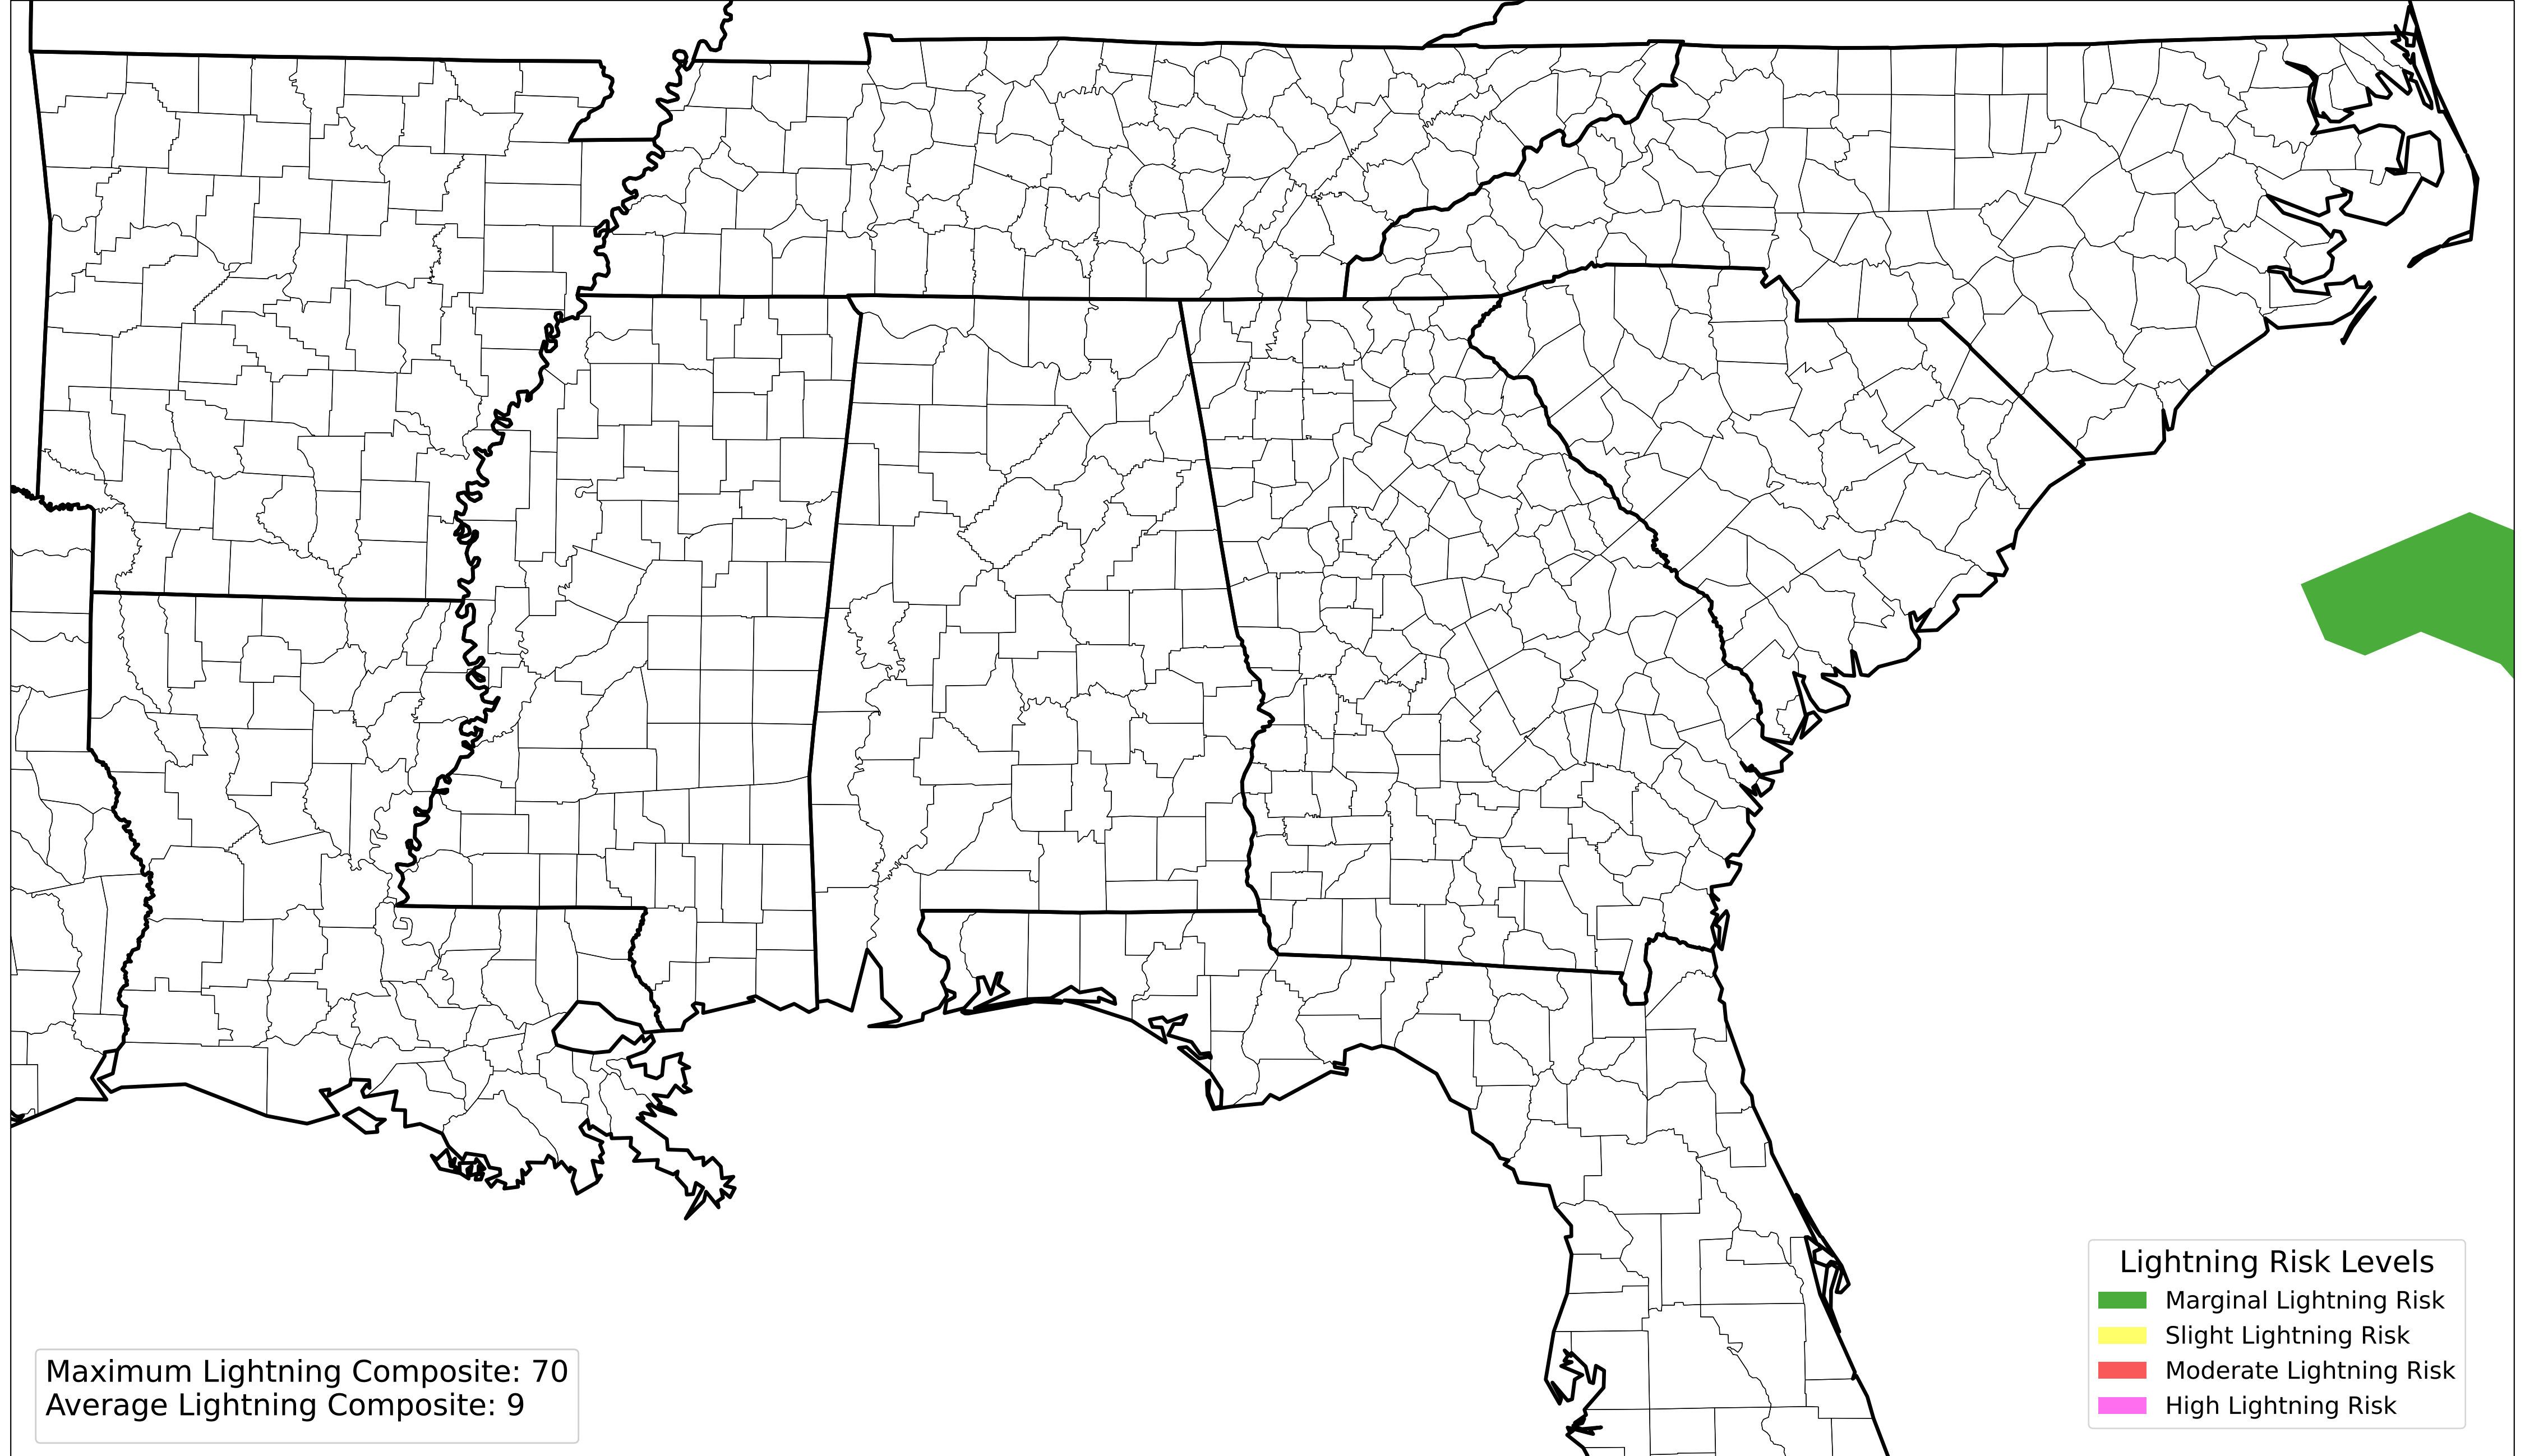 Lightning Risk Levels
Marginal Lightning Risk
Slight Lightning Risk
Moderate Lightning Risk
High Lightning Risk
Maximum Lightning Composite: 70
Average Lightning Composite: 9